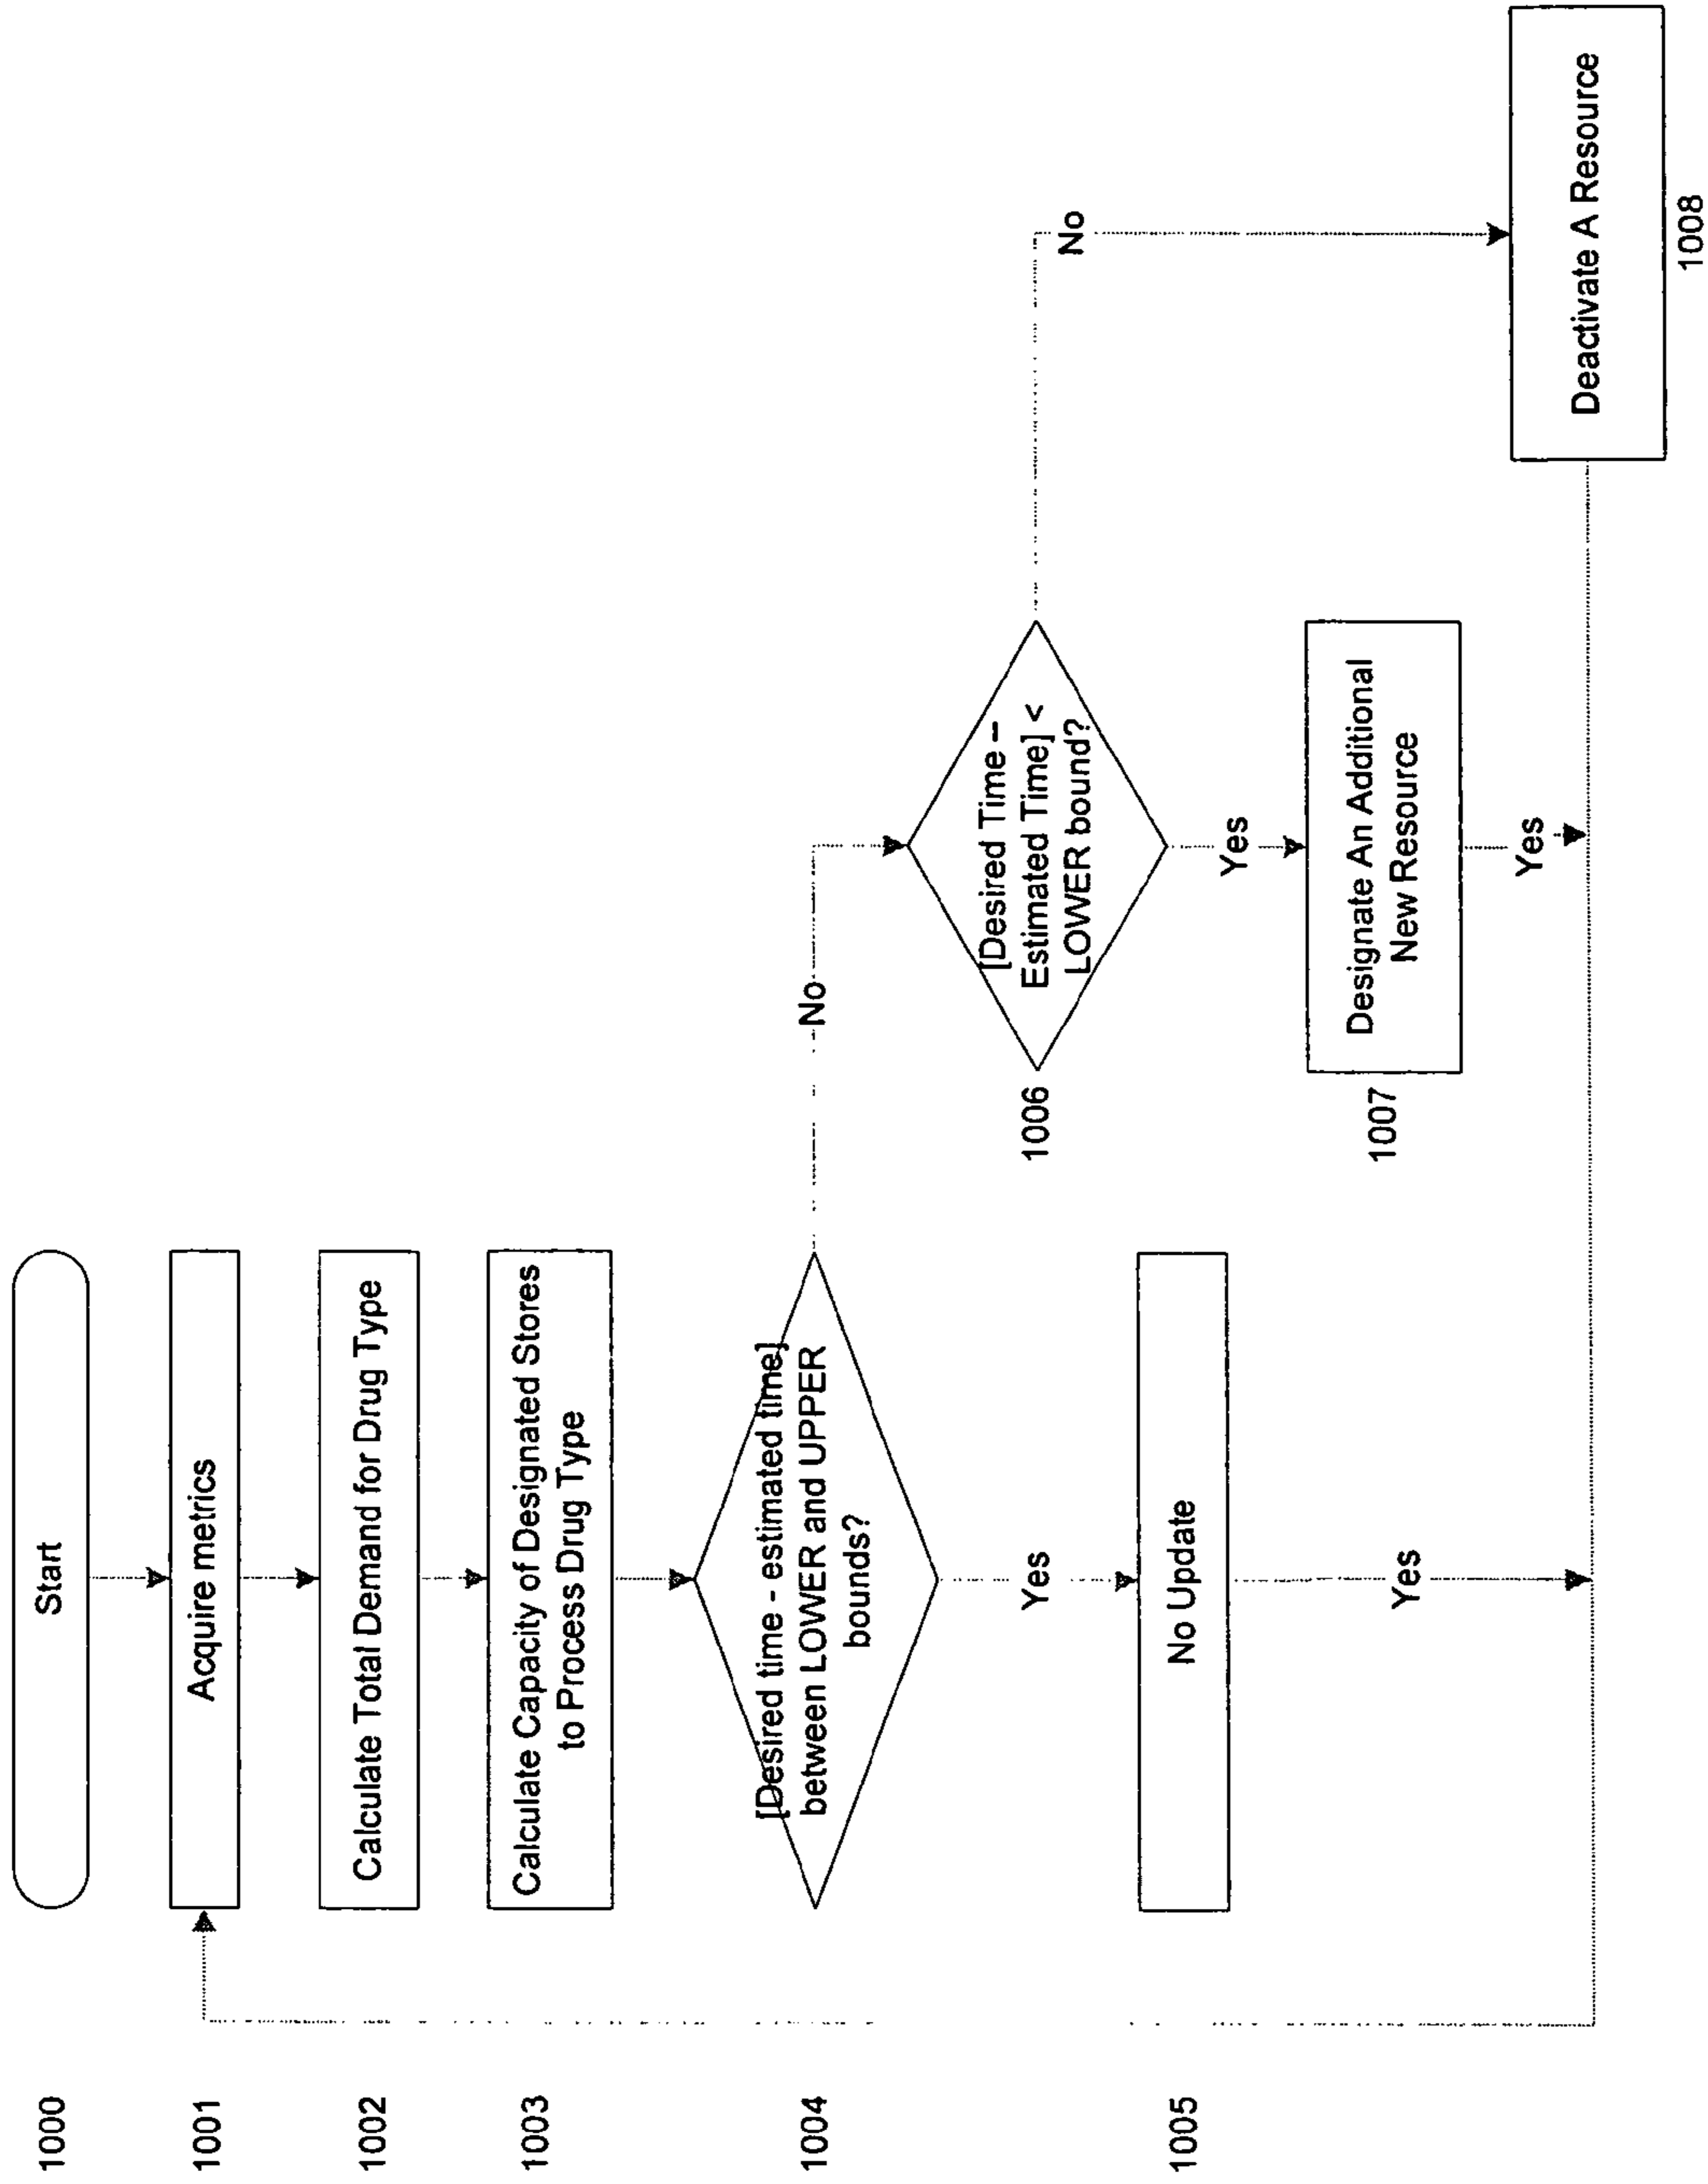 1000
Start
1001
Acquire metrics
1002
Calculate Total Demand for Drug Type
1003
Calculate Capacity of Designated Stores
to Process Drug Type
1004
[Desired time - estimated time]
between LOWER and UPPER
bounds?
No
Yes
1005
No Update
Yes
1006
[Desired Time –
Estimated Time] <
LOWER bound?
No
Yes
1007
Designate An Additional
New Resource
Yes
Deactivate A Resource
1008